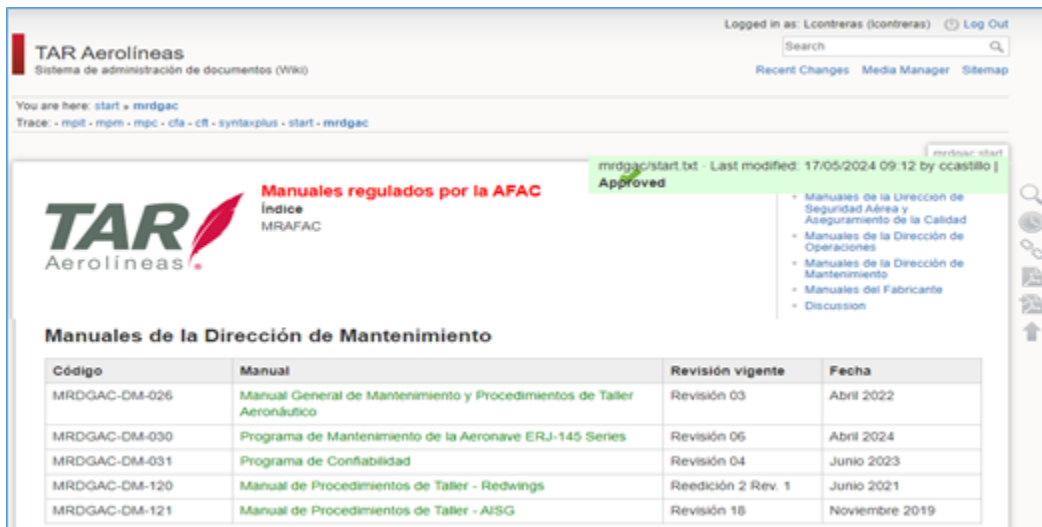 Logged in as: Lcontreras (lcontreras) Log Out
TAR Aerolíneas
Sistema de administración de documentos (Wiki)
Search
Recent Changes Media Manager Sitemap
You are here: start » mrdgac
Trace: • mpit • mpm • mpc • cfa • cft • syntaxplus • start • mrdgac
mrdgac:start
mrdgac/start.txt · Last modified: 17/05/2024 09:12 by ccastillo |
Approved
TAR
Aerolíneas
Manuales regulados por la AFAC
Índice
MRAFAC
Manuales de la Dirección de
Seguridad Aérea y
Aseguramiento de la Calidad
Manuales de la Dirección de
Operaciones
Manuales de la Dirección de
Mantenimiento
Manuales del Fabricante
Discussion
Manuales de la Dirección de Mantenimiento
Código Manual Revisión vigente Fecha
MRDGAC-DM-026 Manual General de Mantenimiento y Procedimientos de Taller Revisión 03 Abril 2022
Aeronáutico
MRDGAC-DM-030 Programa de Mantenimiento de la Aeronave ERJ-145 Series Revisión 06 Abril 2024
MRDGAC-DM-031 Programa de Confiabilidad Revisión 04 Junio 2023
MRDGAC-DM-120 Manual de Procedimientos de Taller - Redwings Reedición 2 Rev. 1 Junio 2021
MRDGAC-DM-121 Manual de Procedimientos de Taller - AISG Revisión 18 Noviembre 2019